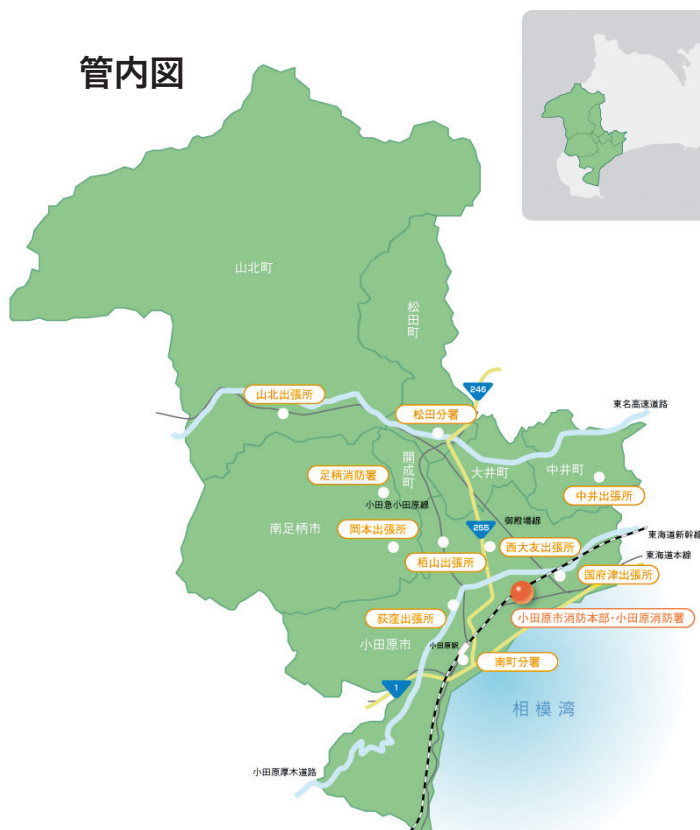 管内図
山北町
松田町
246
山北出張所
東名高速道路
松田分署
開成町
大井町
中井町
足柄消防署
中井出張所
小田急小田原線
南足柄市
岡本出張所
255
御殿場線
東海道新幹線
栢山出張所
西大友出張所
東海道本線
国府津出張所
荻窪出張所
小田原市消防本部・小田原消防署
小田原市
小田原駅
南町分署
1
相模湾
小田原厚木道路